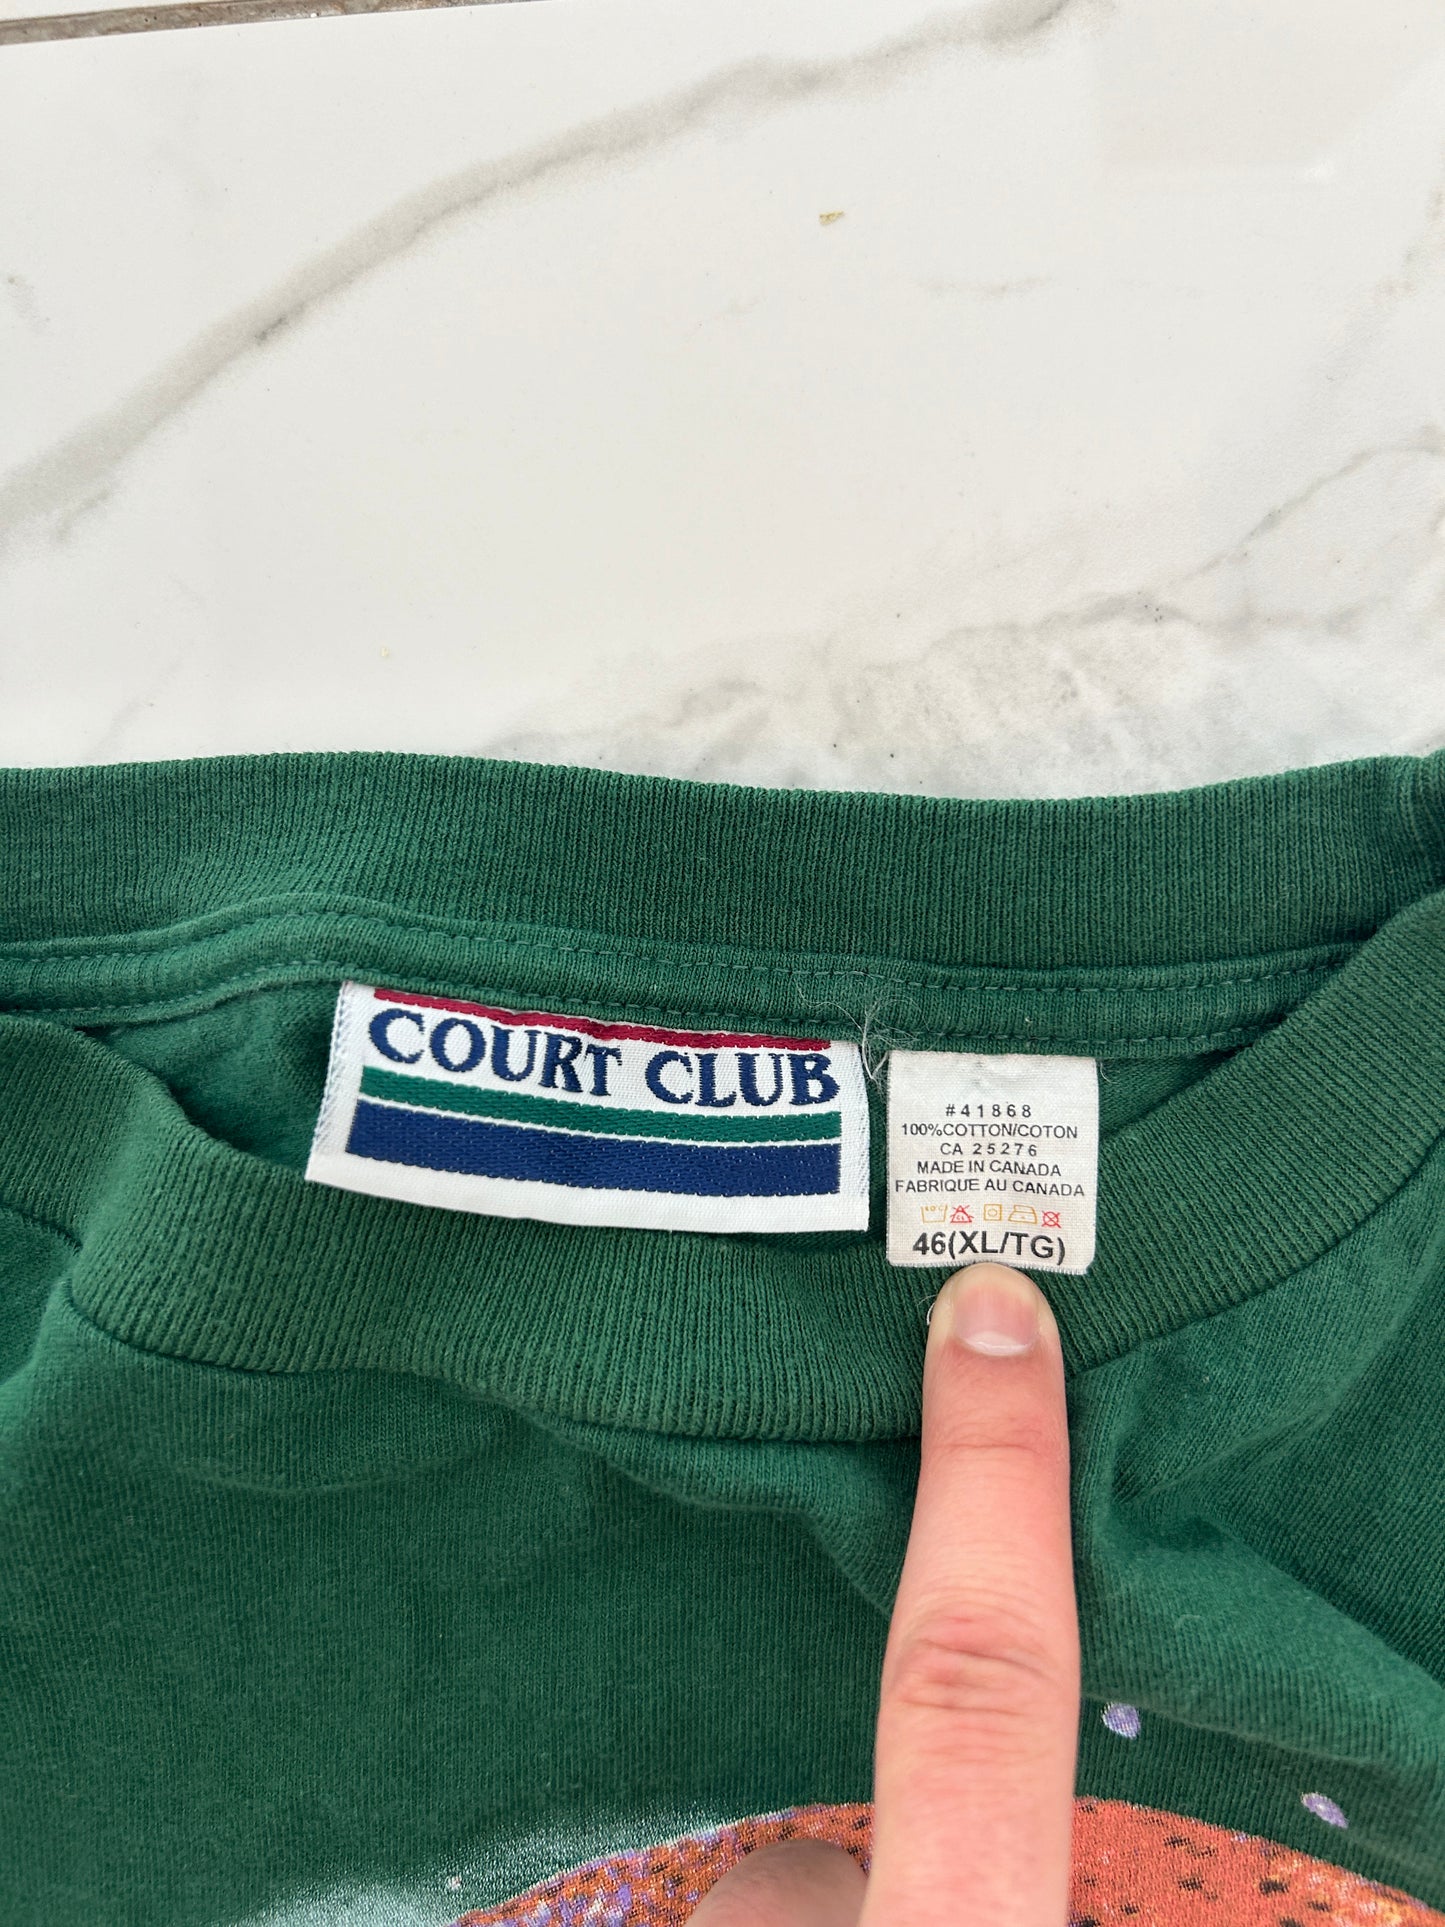 COURT CLUB
#41868
100%COTTON/COTON
CA 25276
MADE IN CANADA
FABRIQUE AU CANADA
46(XL/TG)